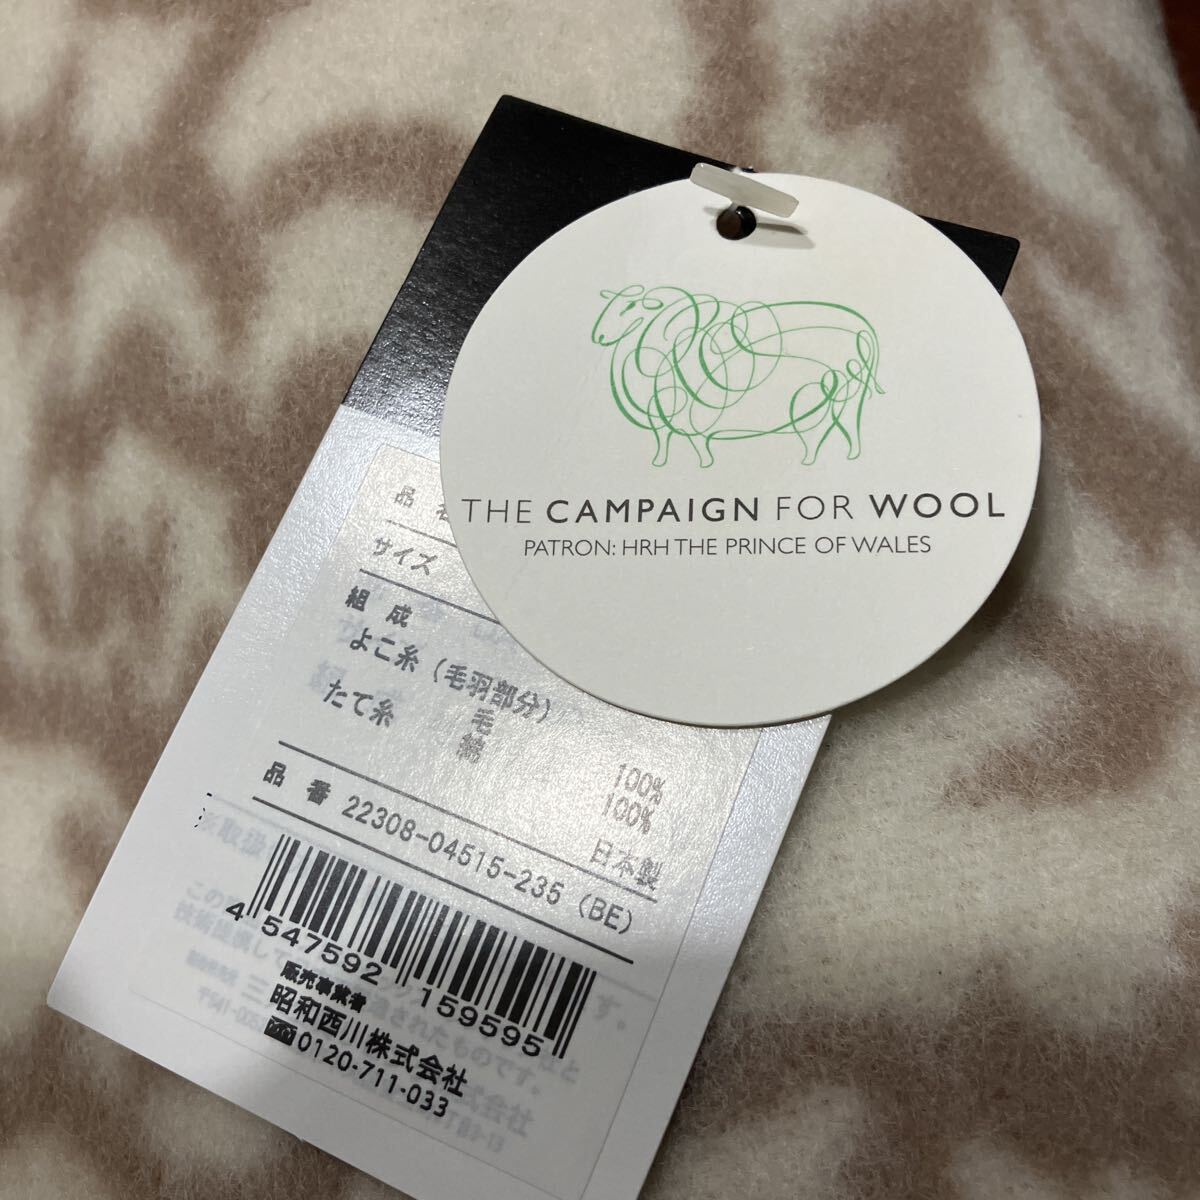 THE CAMPAIGN FOR WOOL
PATRON: HRH THE PRINCE OF WALES
品 名
サイズ
組 成
よこ糸(毛羽部分)
毛 100%
たて糸 綿 100%
日本製
品 番 22308-04515-235 (BE)
4 547592 159595
販売事業者
昭和西川株式会社
0120-711-033
※取扱